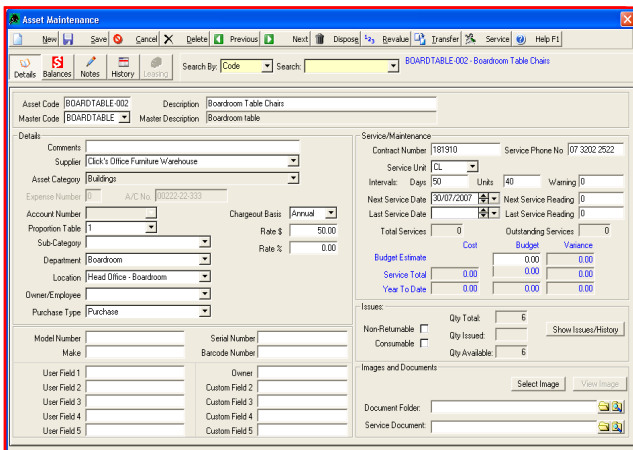 Asset Maintenance
New Save Cancel Delete Previous Next Dispose Revalue Transfer Service Help F1
Details Balances Notes History Leasing Search By: Code Search: BOARDTABLE-002 - Boardroom Table Chairs
Asset Code BOARDTABLE-002 Description Boardroom Table Chairs
Master Code BOARDTABLE Master Description Boardroom table
Details
Comments
Supplier Click's Office Furniture Warehouse
Asset Category Buildings
Expense Number 0 A/C No. 00222-22-333
Account Number Chargeout Basis Annual
Proportion Table 1 Rate $ 50.00
Sub-Category Rate % 0.00
Department Boardroom
Location Head Office - Boardroom
Owner/Employee
Purchase Type Purchase
Model Number Serial Number
Make Barcode Number
User Field 1 Owner
User Field 2 Custom Field 2
User Field 3 Custom Field 3
User Field 4 Custom Field 4
User Field 5 Custom Field 5
Service/Maintenance
Contract Number 181910 Service Phone No 07 3202 2522
Service Unit CL
Intervals: Days 50 Units 40 Warning 0
Next Service Date 30/07/2007 Next Service Reading 0
Last Service Date Last Service Reading 0
Total Services 0 Outstanding Services 0
Cost Budget Variance
Budget Estimate 0.00 0.00
Service Total 0.00 0.00 0.00
Year To Date 0.00 0.00 0.00
Issues:
Non-Returnable Qty Total: 6
Consumable Qty Issued: Show Issues/History
Qty Available: 6
Images and Documents
Select Image View Image
Document Folder:
Service Document: